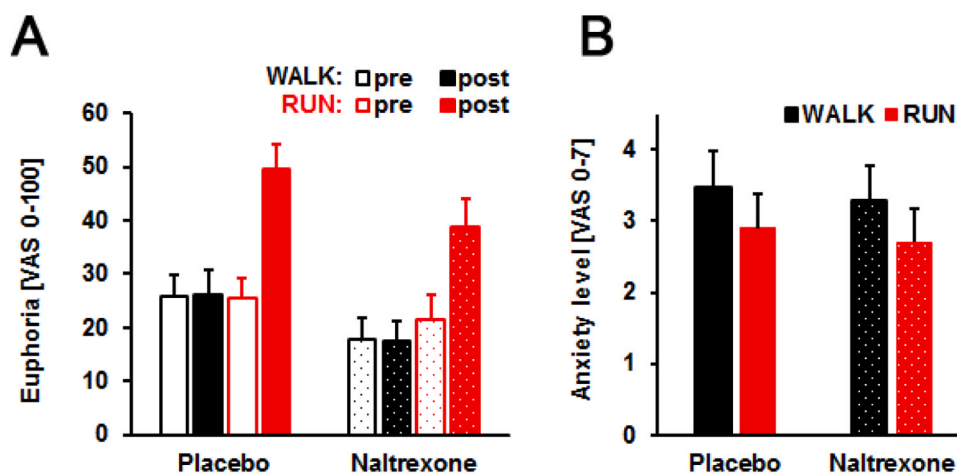 A
WALK: pre post
RUN: pre post
Euphoria [VAS 0-100]
60
50
40
30
20
10
0
Placebo Naltrexone
B
WALK RUN
Anxiety level [VAS 0-7]
4
3
2
1
0
Placebo Naltrexone